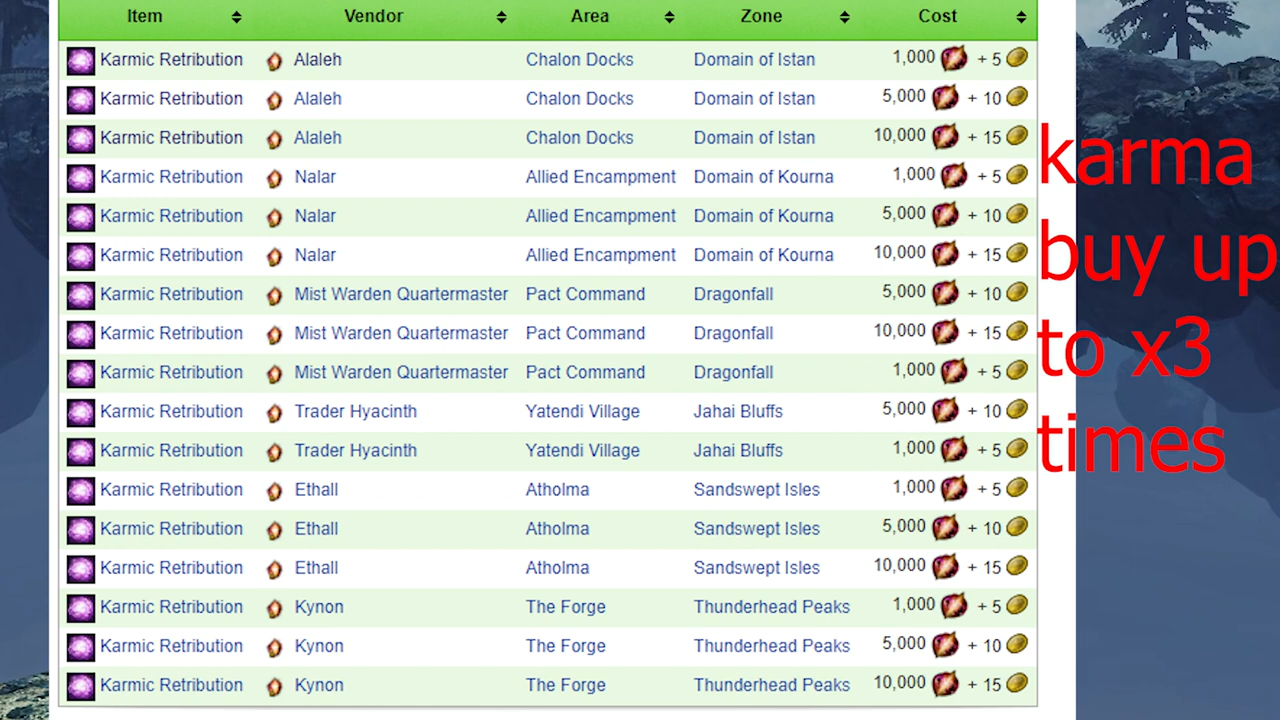 Item Vendor Area Zone Cost
Karmic Retribution Alaleh Chalon Docks Domain of Istan 1,000 + 5
Karmic Retribution Alaleh Chalon Docks Domain of Istan 5,000 + 10
Karmic Retribution Alaleh Chalon Docks Domain of Istan 10,000 + 15
Karmic Retribution Nalar Allied Encampment Domain of Kourna 1,000 + 5
Karmic Retribution Nalar Allied Encampment Domain of Kourna 5,000 + 10
Karmic Retribution Nalar Allied Encampment Domain of Kourna 10,000 + 15
Karmic Retribution Mist Warden Quartermaster Pact Command Dragonfall 5,000 + 10
Karmic Retribution Mist Warden Quartermaster Pact Command Dragonfall 10,000 + 15
Karmic Retribution Mist Warden Quartermaster Pact Command Dragonfall 1,000 + 5
Karmic Retribution Trader Hyacinth Yatendi Village Jahai Bluffs 5,000 + 10
Karmic Retribution Trader Hyacinth Yatendi Village Jahai Bluffs 1,000 + 5
Karmic Retribution Ethall Atholma Sandswept Isles 1,000 + 5
Karmic Retribution Ethall Atholma Sandswept Isles 5,000 + 10
Karmic Retribution Ethall Atholma Sandswept Isles 10,000 + 15
Karmic Retribution Kynon The Forge Thunderhead Peaks 1,000 + 5
Karmic Retribution Kynon The Forge Thunderhead Peaks 5,000 + 10
Karmic Retribution Kynon The Forge Thunderhead Peaks 10,000 + 15
karma
buy up
to x3
times